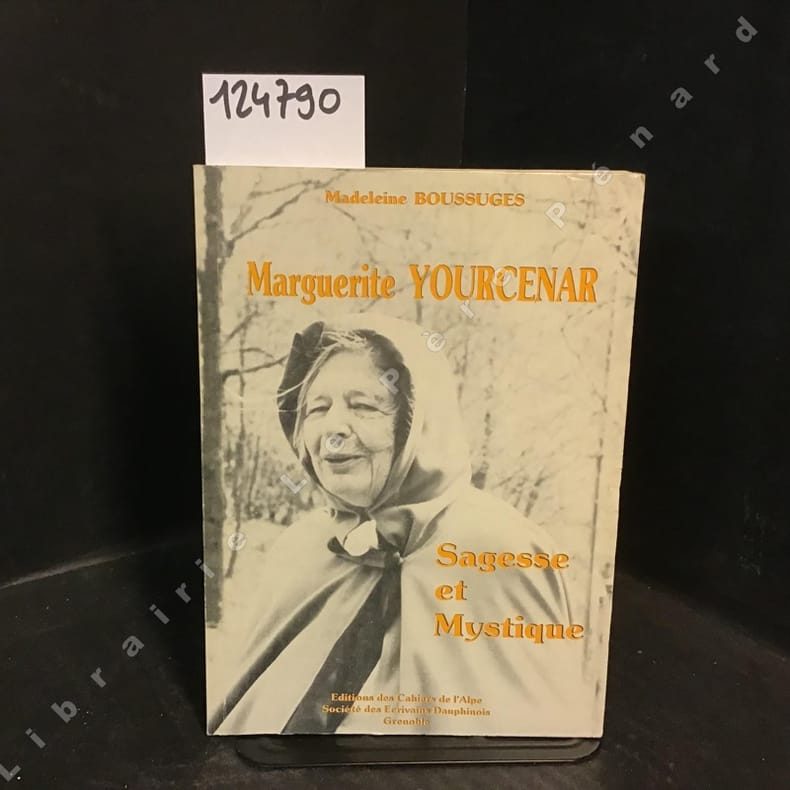 124790
Madeleine BOUSSUGES
Marguerite YOURCENAR
Sagesse
et
Mystique
Editions des Cahiers de l'Alpe
Société des Ecrivains Dauphinois
Grenoble
Librairie Le Père Pénard